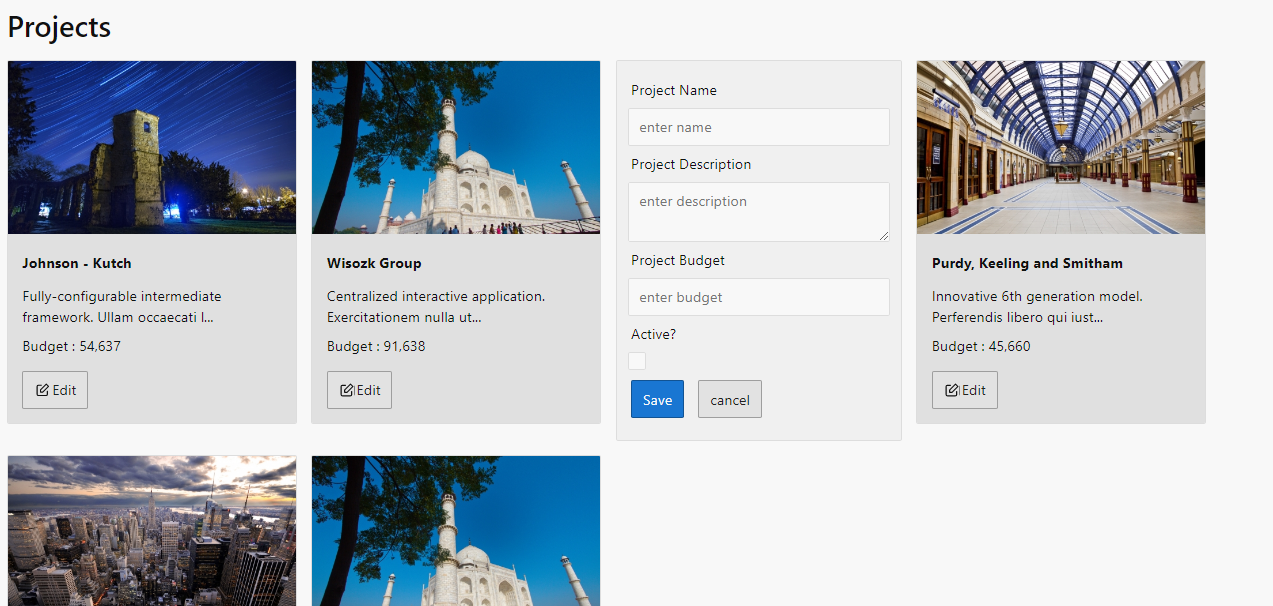 Projects
Johnson - Kutch
Fully-configurable intermediate
framework. Ullam occaecati l...
Budget : 54,637
Edit
Wisozk Group
Centralized interactive application.
Exercitationem nulla ut...
Budget : 91,638
Edit
Project Name
enter name
Project Description
enter description
Project Budget
enter budget
Active?
Save
cancel
Purdy, Keeling and Smitham
Innovative 6th generation model.
Perferendis libero qui iust...
Budget : 45,660
Edit